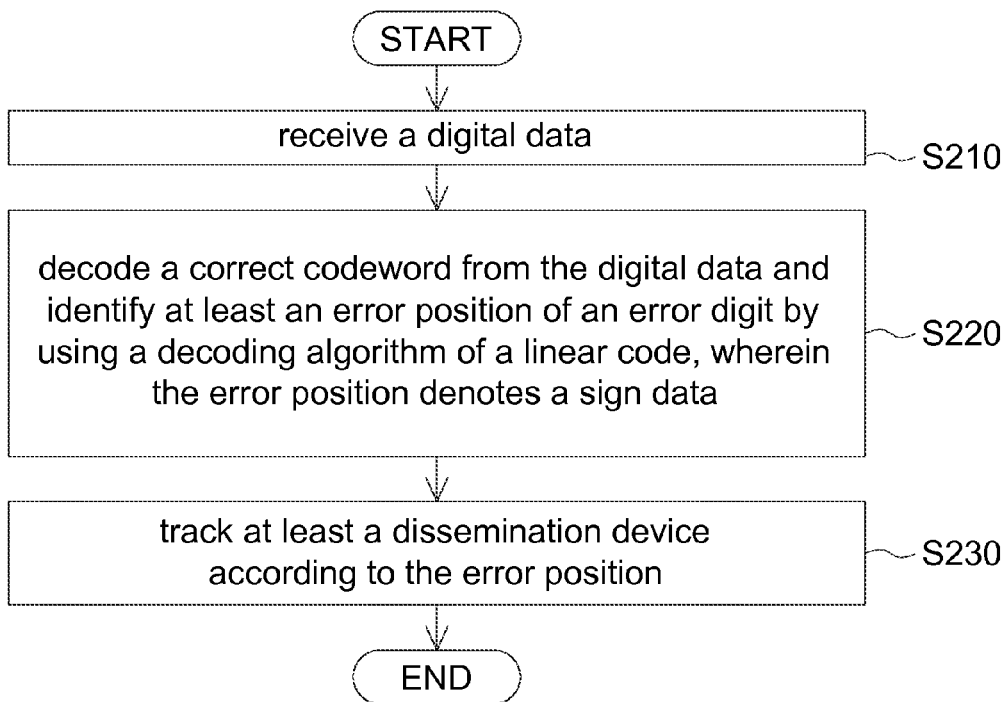 START
receive a digital data
S210
decode a correct codeword from the digital data and
identify at least an error position of an error digit by
using a decoding algorithm of a linear code, wherein
the error position denotes a sign data
S220
track at least a dissemination device
according to the error position
S230
END